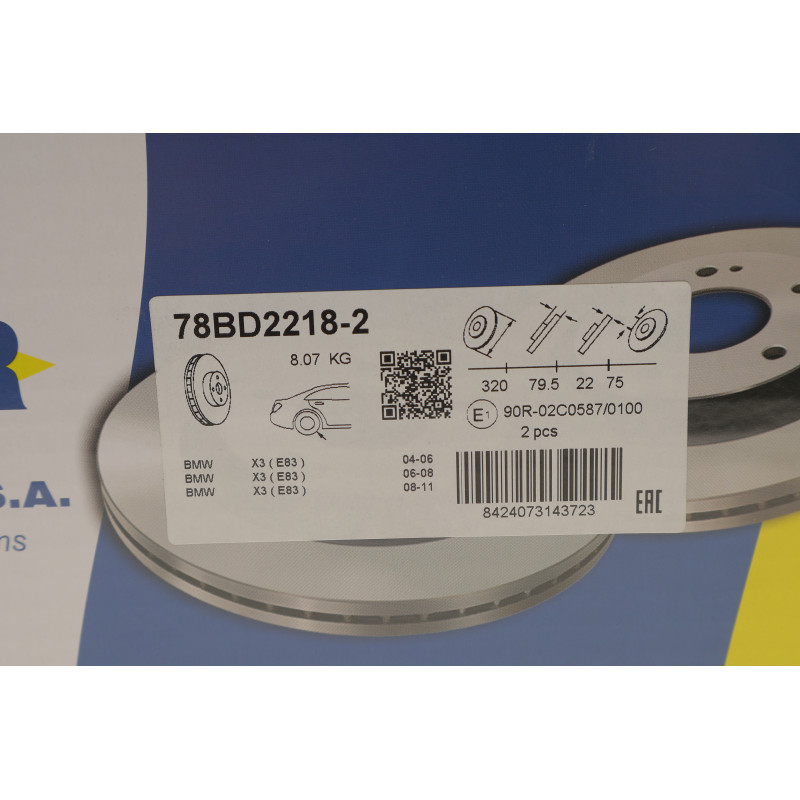 78BD2218-2
8.07 KG
320 79.5 22 75
E1 90R-02C0587/0100
2 pcs
BMW X3 ( E83 ) 04-06
BMW X3 ( E83 ) 06-08
BMW X3 ( E83 ) 08-11
8424073143723
EAC
R
S.A.
ns